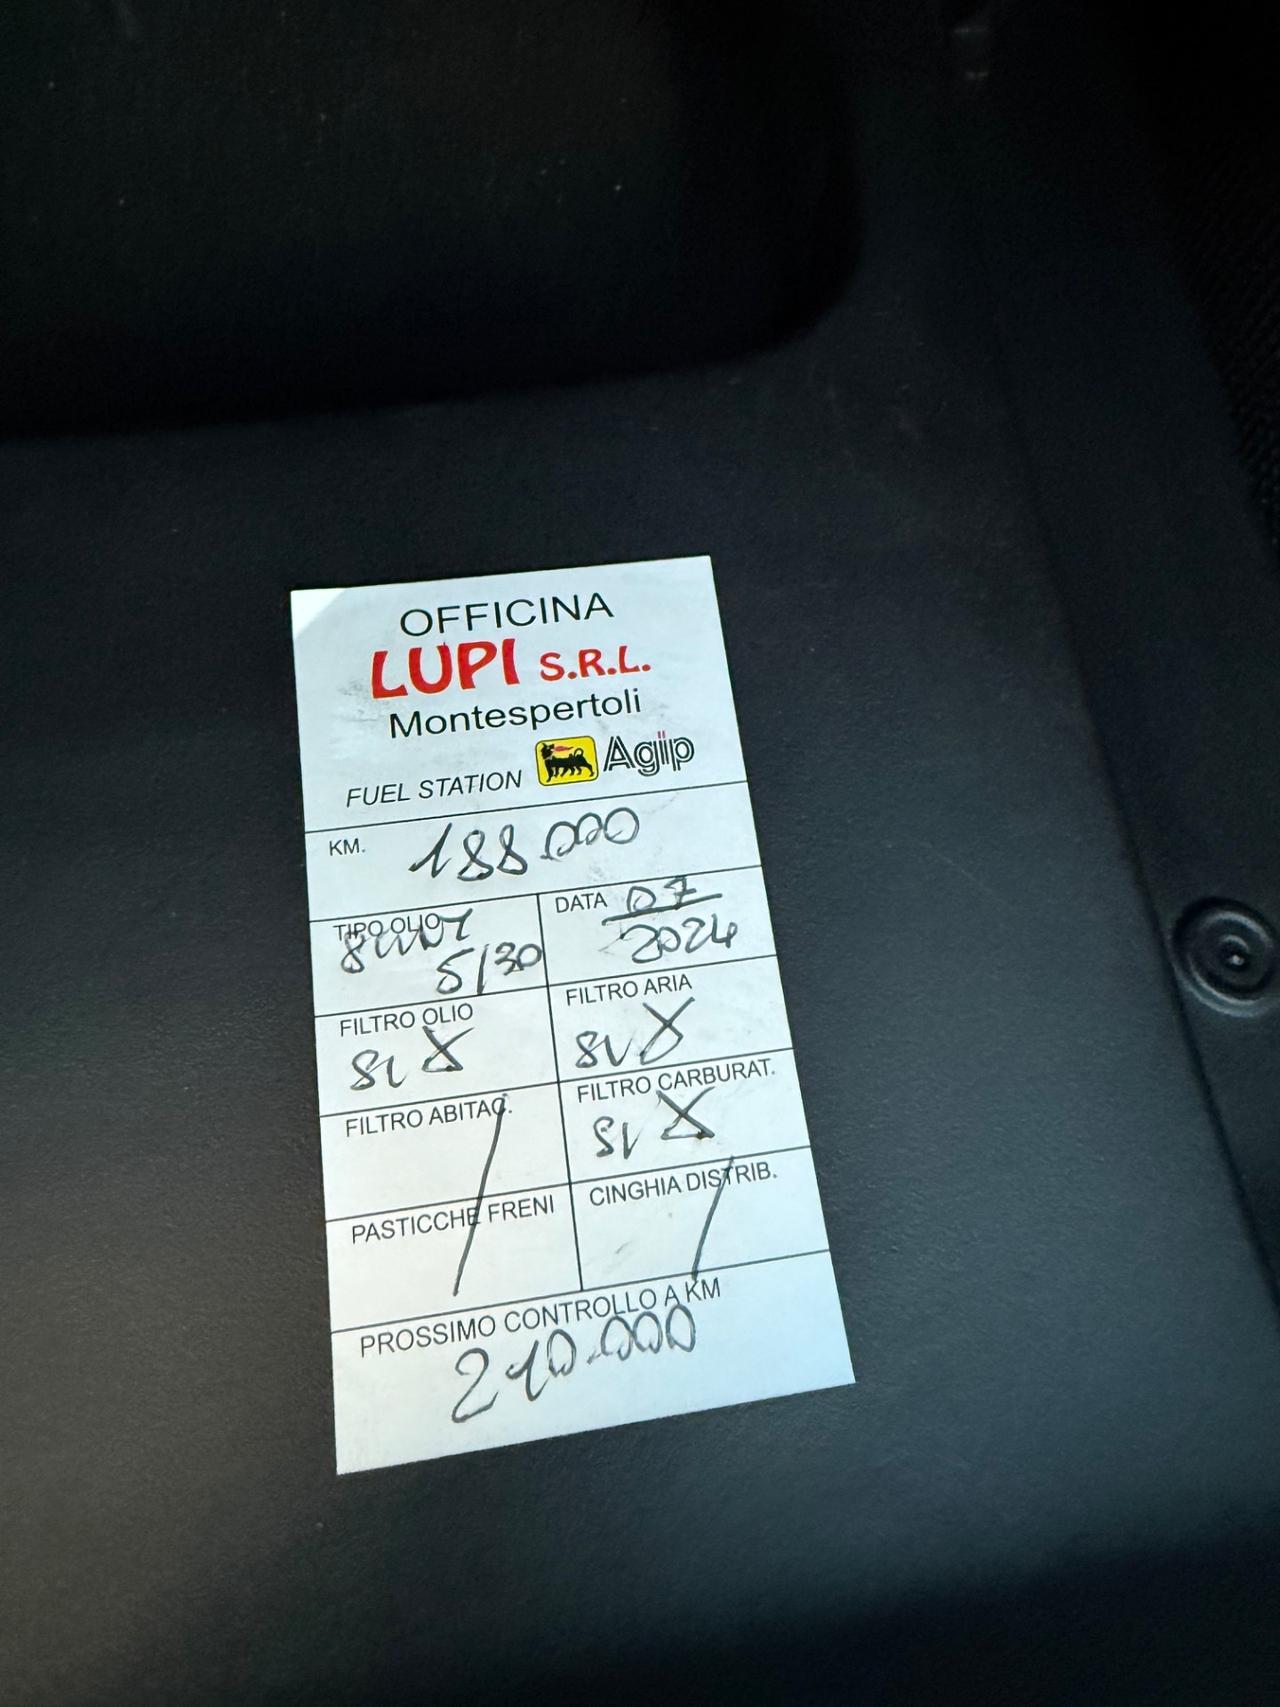 OFFICINA
LUPI S.R.L.
Montespertoli
FUEL STATION Agip
KM. 188.000
TIPO OLIO
5/30
DATA 07
2024
FILTRO OLIO
SI X
FILTRO ARIA
SI X
FILTRO ABITAC.
FILTRO CARBURAT.
SI X
PASTICCHE FRENI
CINGHIA DISTRIB.
PROSSIMO CONTROLLO A KM
210.000